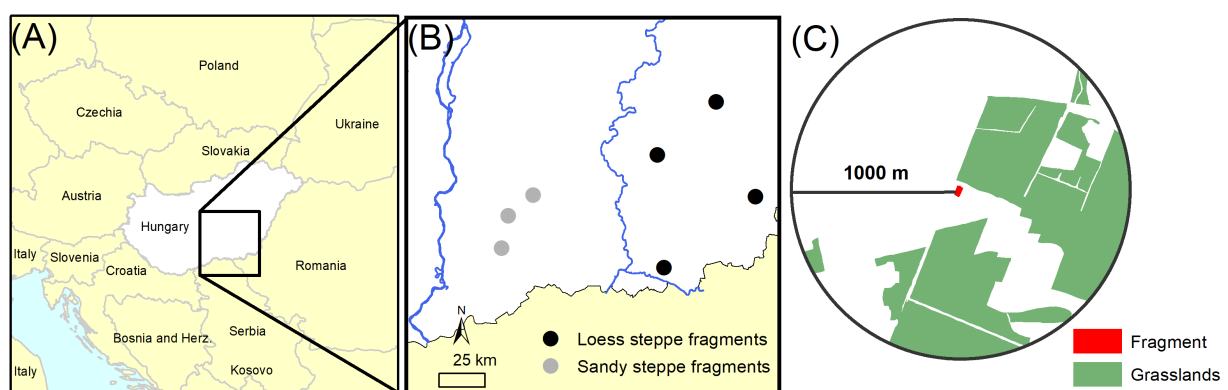 (A)
Poland
Czechia
Ukraine
Slovakia
Austria
Hungary
Italy
Slovenia
Croatia
Romania
Bosnia and Herz.
Serbia
Italy
Kosovo
(B)
N
25 km
Loess steppe fragments
Sandy steppe fragments
(C)
1000 m
Fragment
Grasslands